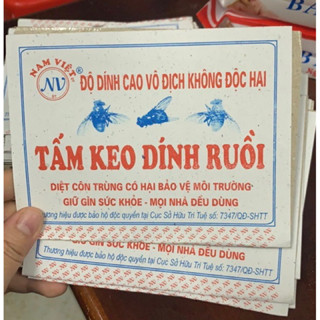 NAM VIỆT
NV
ĐỘ DÍNH CAO VÔ ĐỊCH KHÔNG ĐỘC HẠI
TẤM KEO DÍNH RUỒI
DIỆT CÔN TRÙNG CÓ HẠI BẢO VỆ MÔI TRƯỜNG
GIỮ GÌN SỨC KHỎE - MỌI NHÀ ĐỀU DÙNG
Thương hiệu được bảo hộ độc quyền tại Cục Sở Hữu Trí Tuệ số: 7347/QĐ-SHTT
GIỮ GÌN SỨC KHỎE - MỌI NHÀ ĐỀU DÙNG
Thương hiệu được bảo hộ độc quyền tại Cục Sở Hữu Trí Tuệ số: 7347/QĐ-SHTT